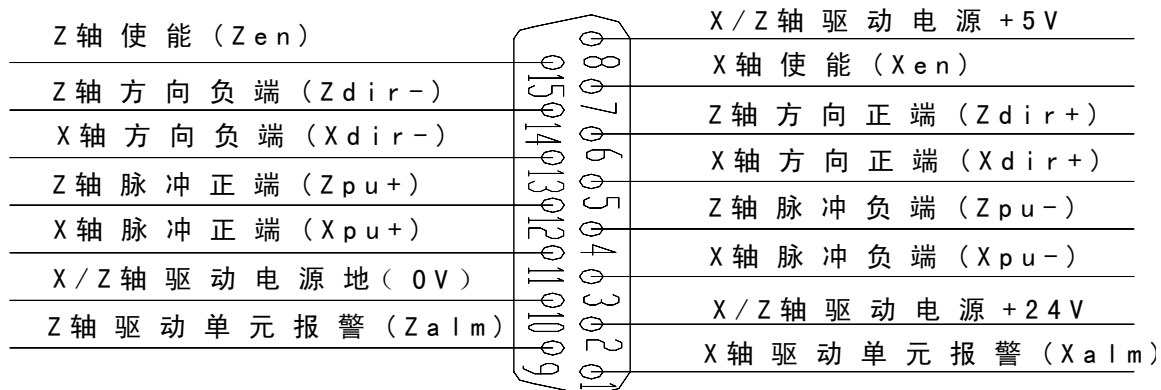 Z轴使能(Zen)
Z轴方向负端(Zdir-)
X轴方向负端(Xdir-)
Z轴脉冲正端(Zpu+)
X轴脉冲正端(Xpu+)
X/Z轴驱动电源地(0V)
Z轴驱动单元报警(Zalm)
15
14
13
12
11
10
9
8
7
6
5
4
3
2
1
X/Z轴驱动电源+5V
X轴使能(Xen)
Z轴方向正端(Zdir+)
X轴方向正端(Xdir+)
Z轴脉冲负端(Zpu-)
X轴脉冲负端(Xpu-)
X/Z轴驱动电源+24V
X轴驱动单元报警(Xalm)